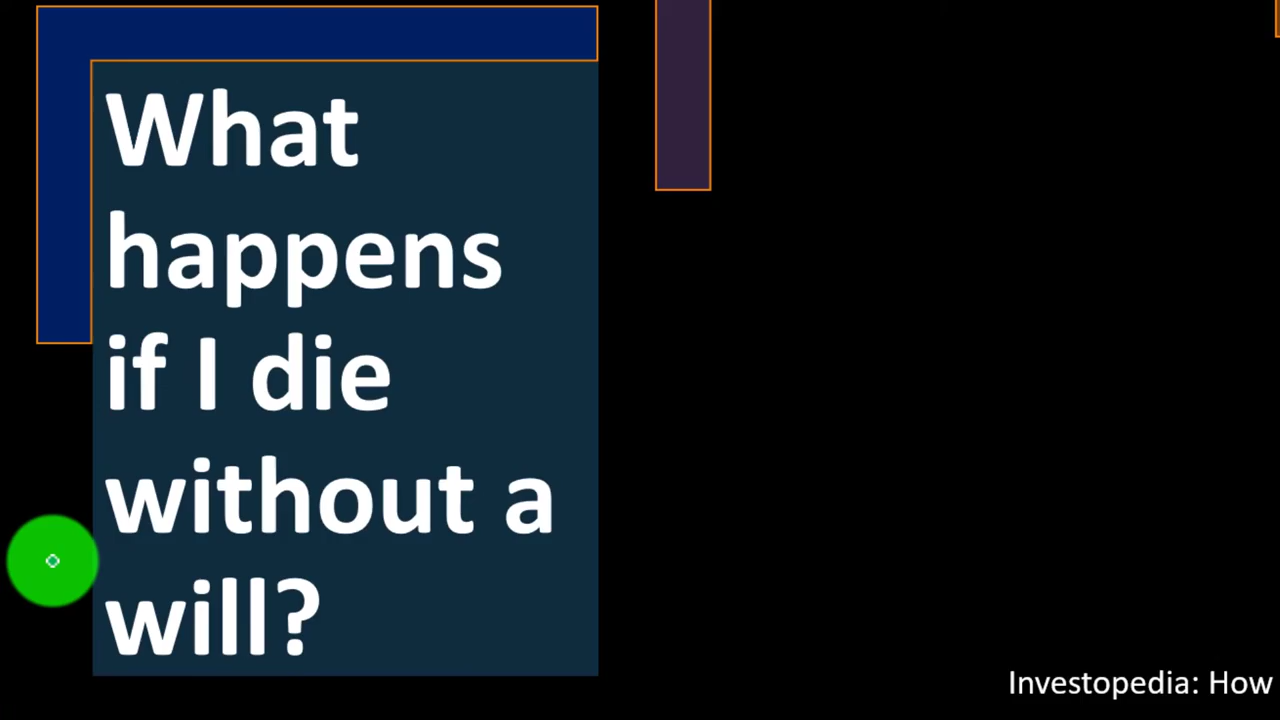 What
happens
if I die
without a
will?
Investopedia: How